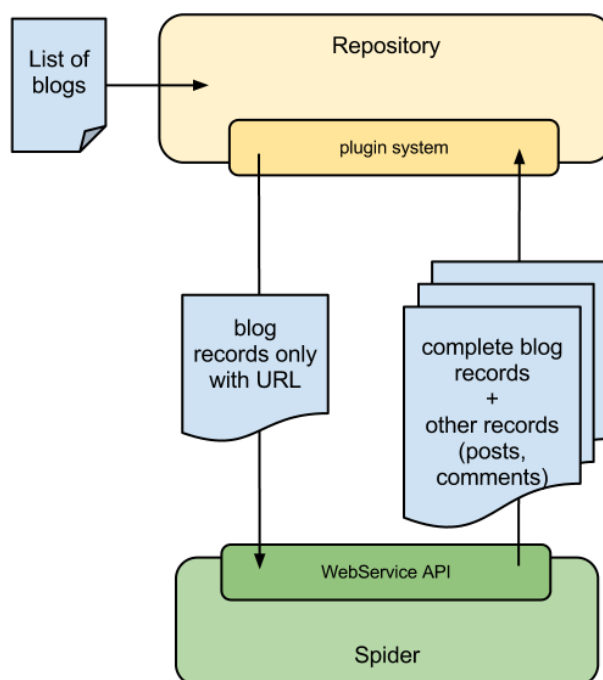 List of
blogs
Repository
plugin system
blog
records only
with URL
complete blog
records
+
other records
(posts,
comments)
WebService API
Spider